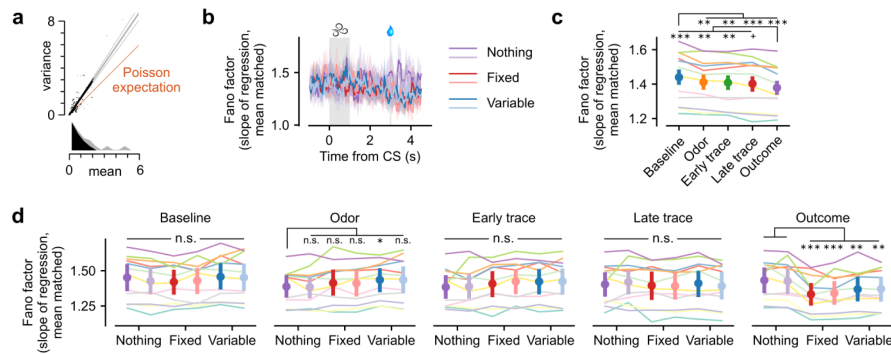 a
8
variance
0
Poisson
expectation
0
mean
6
b
Fano factor
(slope of regression,
mean matched)
1.5
1.0
0
2
4
Time from CS (s)
Nothing
Fixed
Variable
c
Fano factor
(slope of regression,
mean matched)
1.6
1.4
1.2
** ** *** ***
*** ** ** +
Baseline
Odor
Early trace
Late trace
Outcome
d
Fano factor
(slope of regression,
mean matched)
1.50
1.25
Baseline
n.s.
Nothing Fixed Variable
Odor
n.s. n.s. n.s. * n.s.
Nothing Fixed Variable
Early trace
n.s.
Nothing Fixed Variable
Late trace
n.s.
Nothing Fixed Variable
Outcome
*** *** ** **
Nothing Fixed Variable